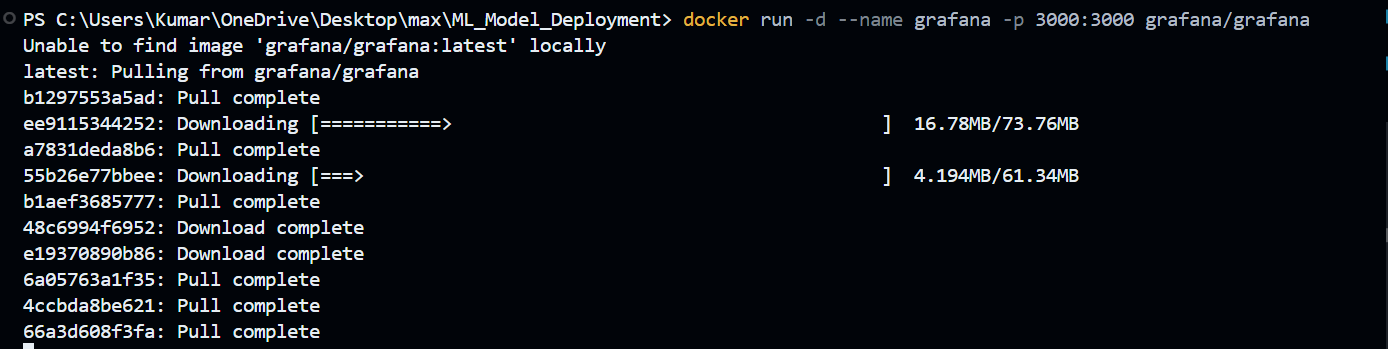 PS C:\Users\Kumar\OneDrive\Desktop\max\ML_Model_Deployment> docker run -d --name grafana -p 3000:3000 grafana/grafana
Unable to find image 'grafana/grafana:latest' locally
latest: Pulling from grafana/grafana
b1297553a5ad: Pull complete
ee9115344252: Downloading [===========>                                       ]  16.78MB/73.76MB
a7831deda8b6: Pull complete
55b26e77bbee: Downloading [===>                                               ]  4.194MB/61.34MB
b1aef3685777: Pull complete
48c6994f6952: Download complete
e19370890b86: Download complete
6a05763a1f35: Pull complete
4ccbda8be621: Pull complete
66a3d608f3fa: Pull complete